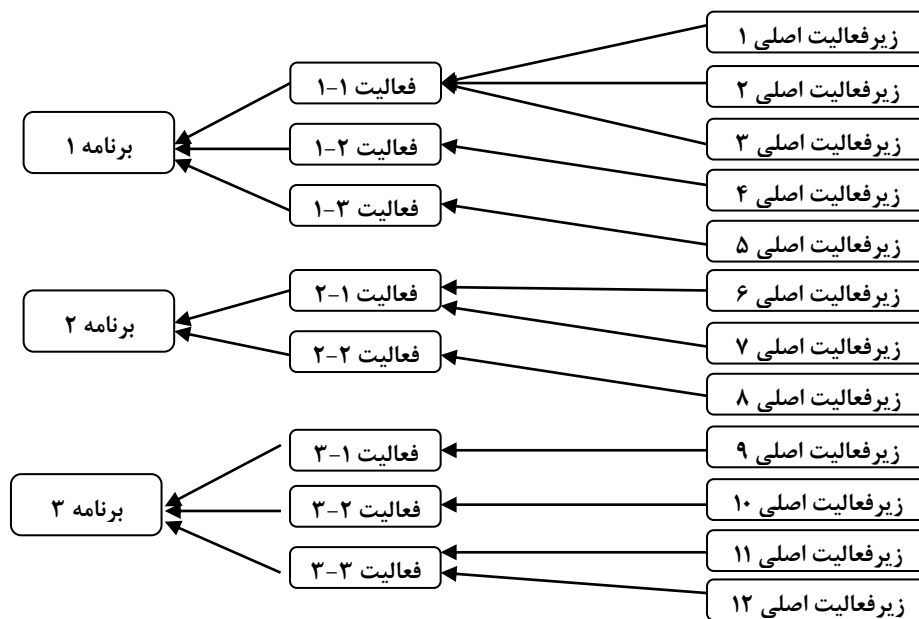 زیرفعالیت اصلی ۱
زیرفعالیت اصلی ۲
زیرفعالیت اصلی ۳
زیرفعالیت اصلی ۴
زیرفعالیت اصلی ۵
زیرفعالیت اصلی ۶
زیرفعالیت اصلی ۷
زیرفعالیت اصلی ۸
زیرفعالیت اصلی ۹
زیرفعالیت اصلی ۱۰
زیرفعالیت اصلی ۱۱
زیرفعالیت اصلی ۱۲
فعالیت ۱-۱
فعالیت ۲-۱
فعالیت ۳-۱
فعالیت ۱-۲
فعالیت ۲-۲
فعالیت ۱-۳
فعالیت ۲-۳
فعالیت ۳-۳
برنامه ۱
برنامه ۲
برنامه ۳